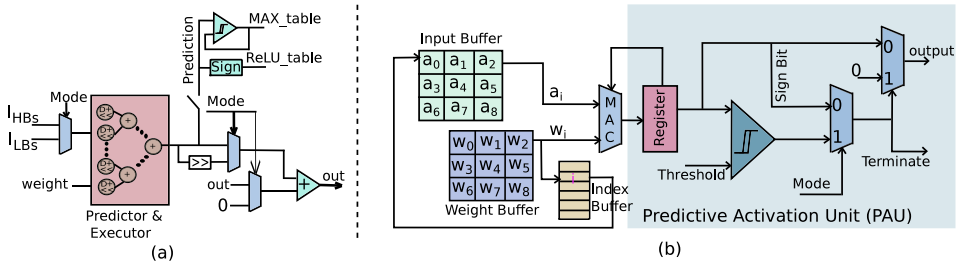 MAX_table
Prediction
ReLU_table
Sign
Mode
Mode
I_HBs
I_LBs
+
+
+
>>
weight
out
0
+
out
Predictor &
Executor
(a)
Input Buffer
a0 a1 a2
a3 a4 a5
a6 a7 a8
ai
MAC
wi
W0 W1 W2
W3 W4 W5
W6 W7 W8
Weight Buffer
i
Index
Buffer
Register
Sign Bit
Threshold
0
1
Mode
0
0
1
output
Terminate
Predictive Activation Unit (PAU)
(b)